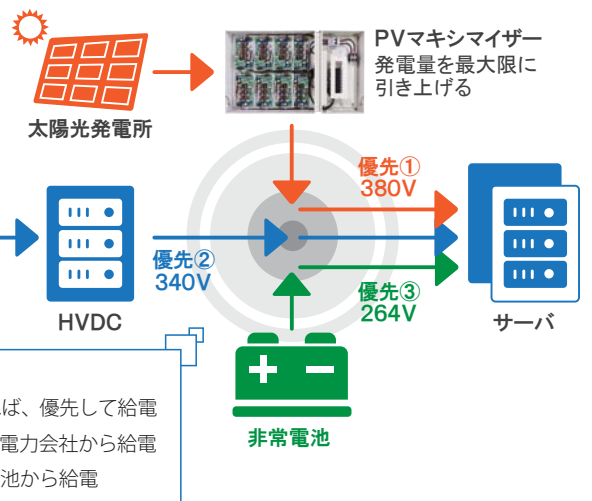 PVマキシマイザー
発電量を最大限に
引き上げる
太陽光発電所
優先①
380V
優先②
340V
優先③
264V
HVDC
サーバ
非常電池
ば、優先して給電
電力会社から給電
池から給電